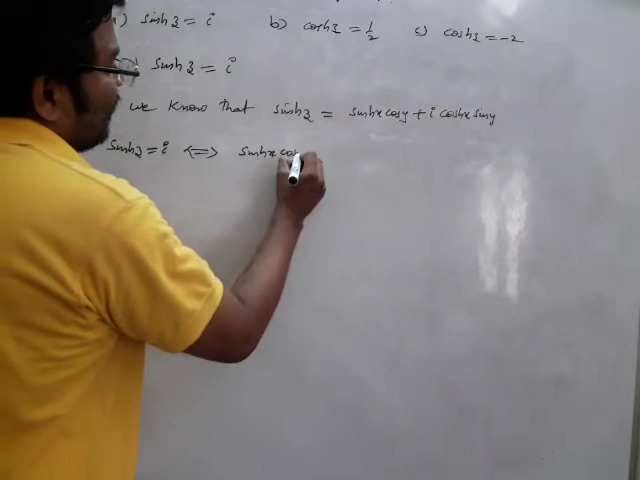 a) sinh z = i b) cosh z = 1/2 c) cosh z = -2
sinh z = i
we know that sinh z = sinhx cosy + i coshx siny
sinh z = i <=> sinhx cos